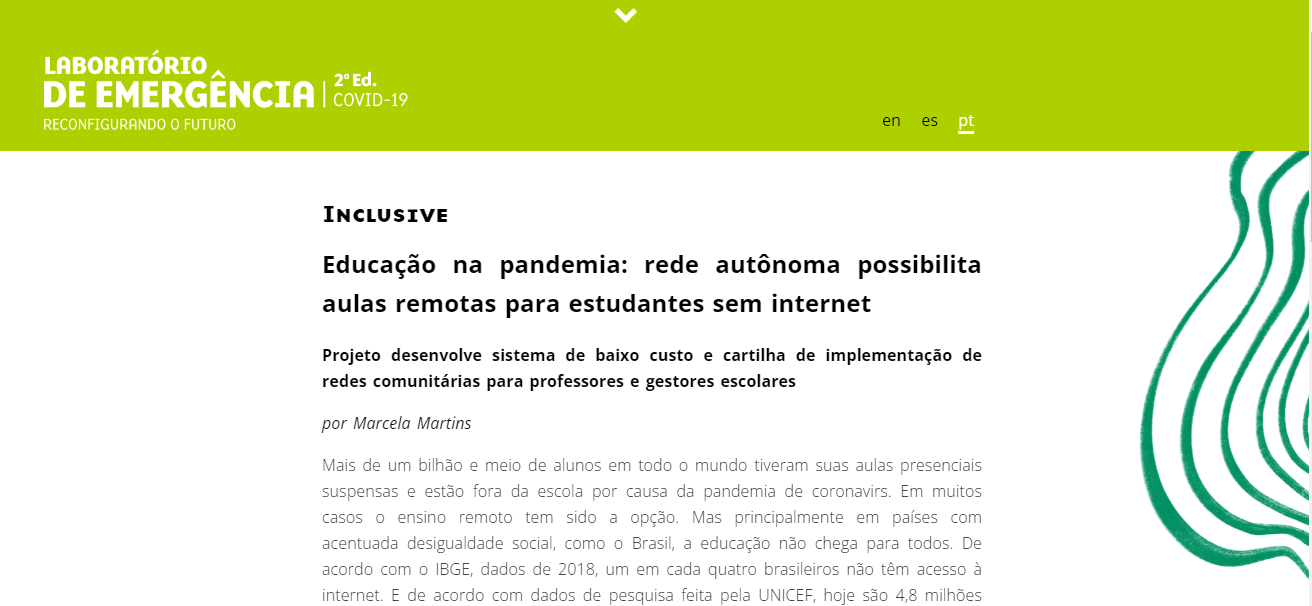 LABORATÓRIO
DE EMERGÊNCIA
2ª Ed.
COVID-19
RECONFIGURANDO O FUTURO
en es pt
INCLUSIVE
Educação na pandemia: rede autônoma possibilita
aulas remotas para estudantes sem internet
Projeto desenvolve sistema de baixo custo e cartilha de implementação de
redes comunitárias para professores e gestores escolares
por Marcela Martins
Mais de um bilhão e meio de alunos em todo o mundo tiveram suas aulas presenciais
suspensas e estão fora da escola por causa da pandemia de coronavirs. Em muitos
casos o ensino remoto tem sido a opção. Mas principalmente em países com
acentuada desigualdade social, como o Brasil, a educação não chega para todos. De
acordo com o IBGE, dados de 2018, um em cada quatro brasileiros não têm acesso à
internet. E de acordo com dados de pesquisa feita pela UNICEF, hoje são 4,8 milhões